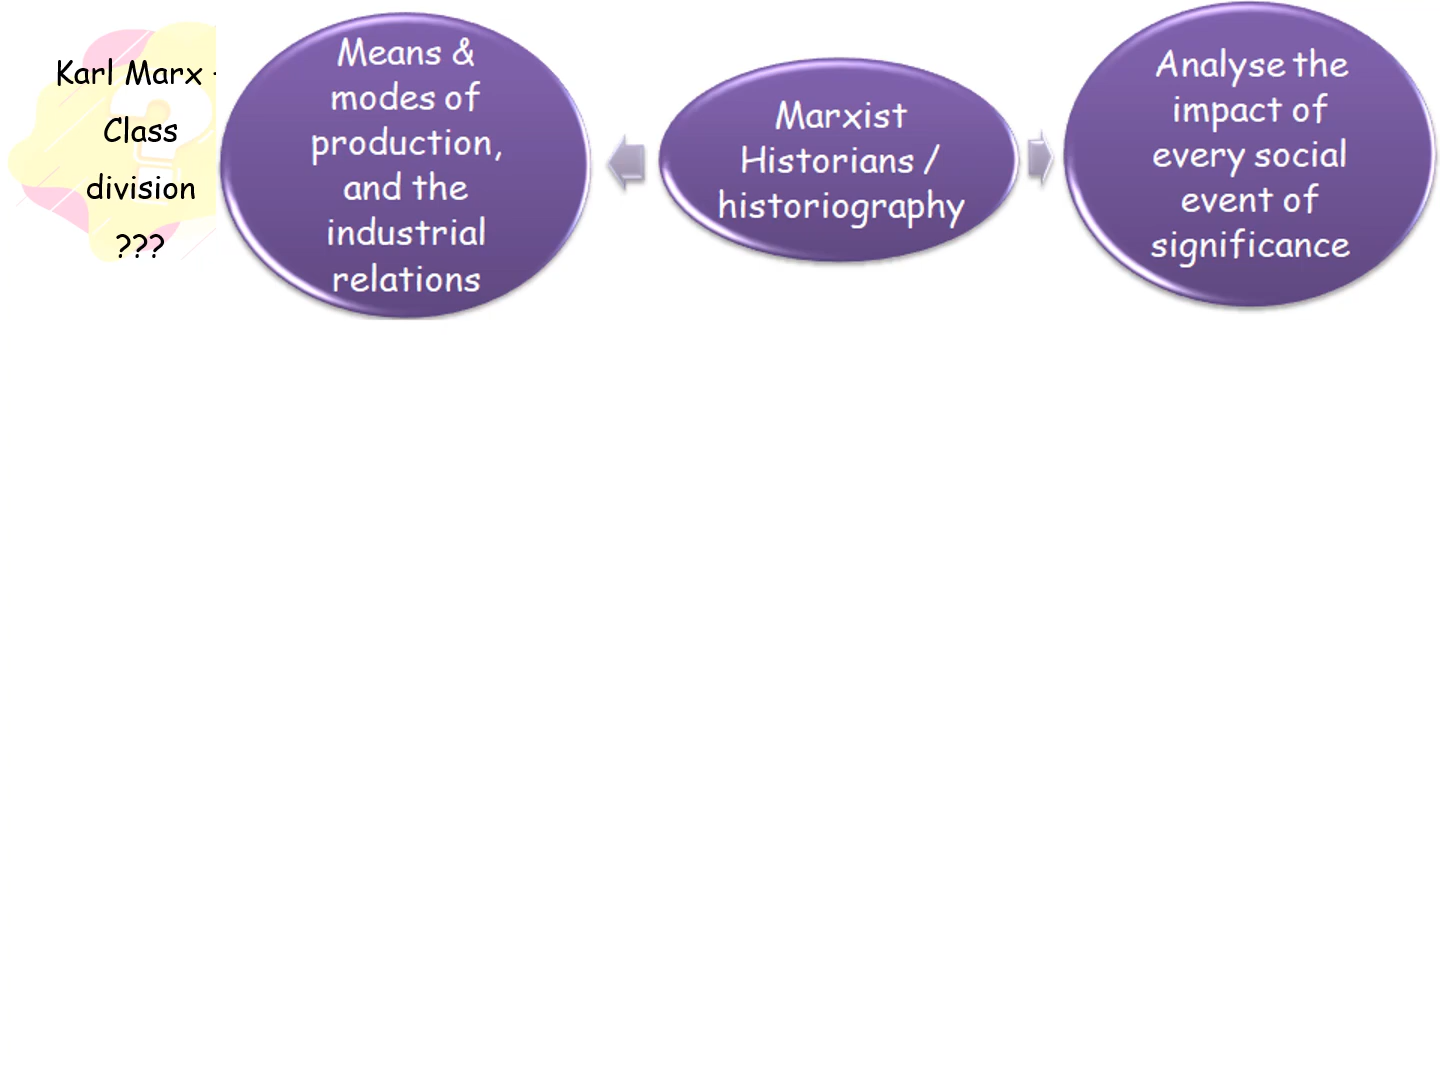 Karl Marx -
Class
division
???
Means &
modes of
production,
and the
industrial
relations
Marxist
Historians /
historiography
Analyse the
impact of
every social
event of
significance